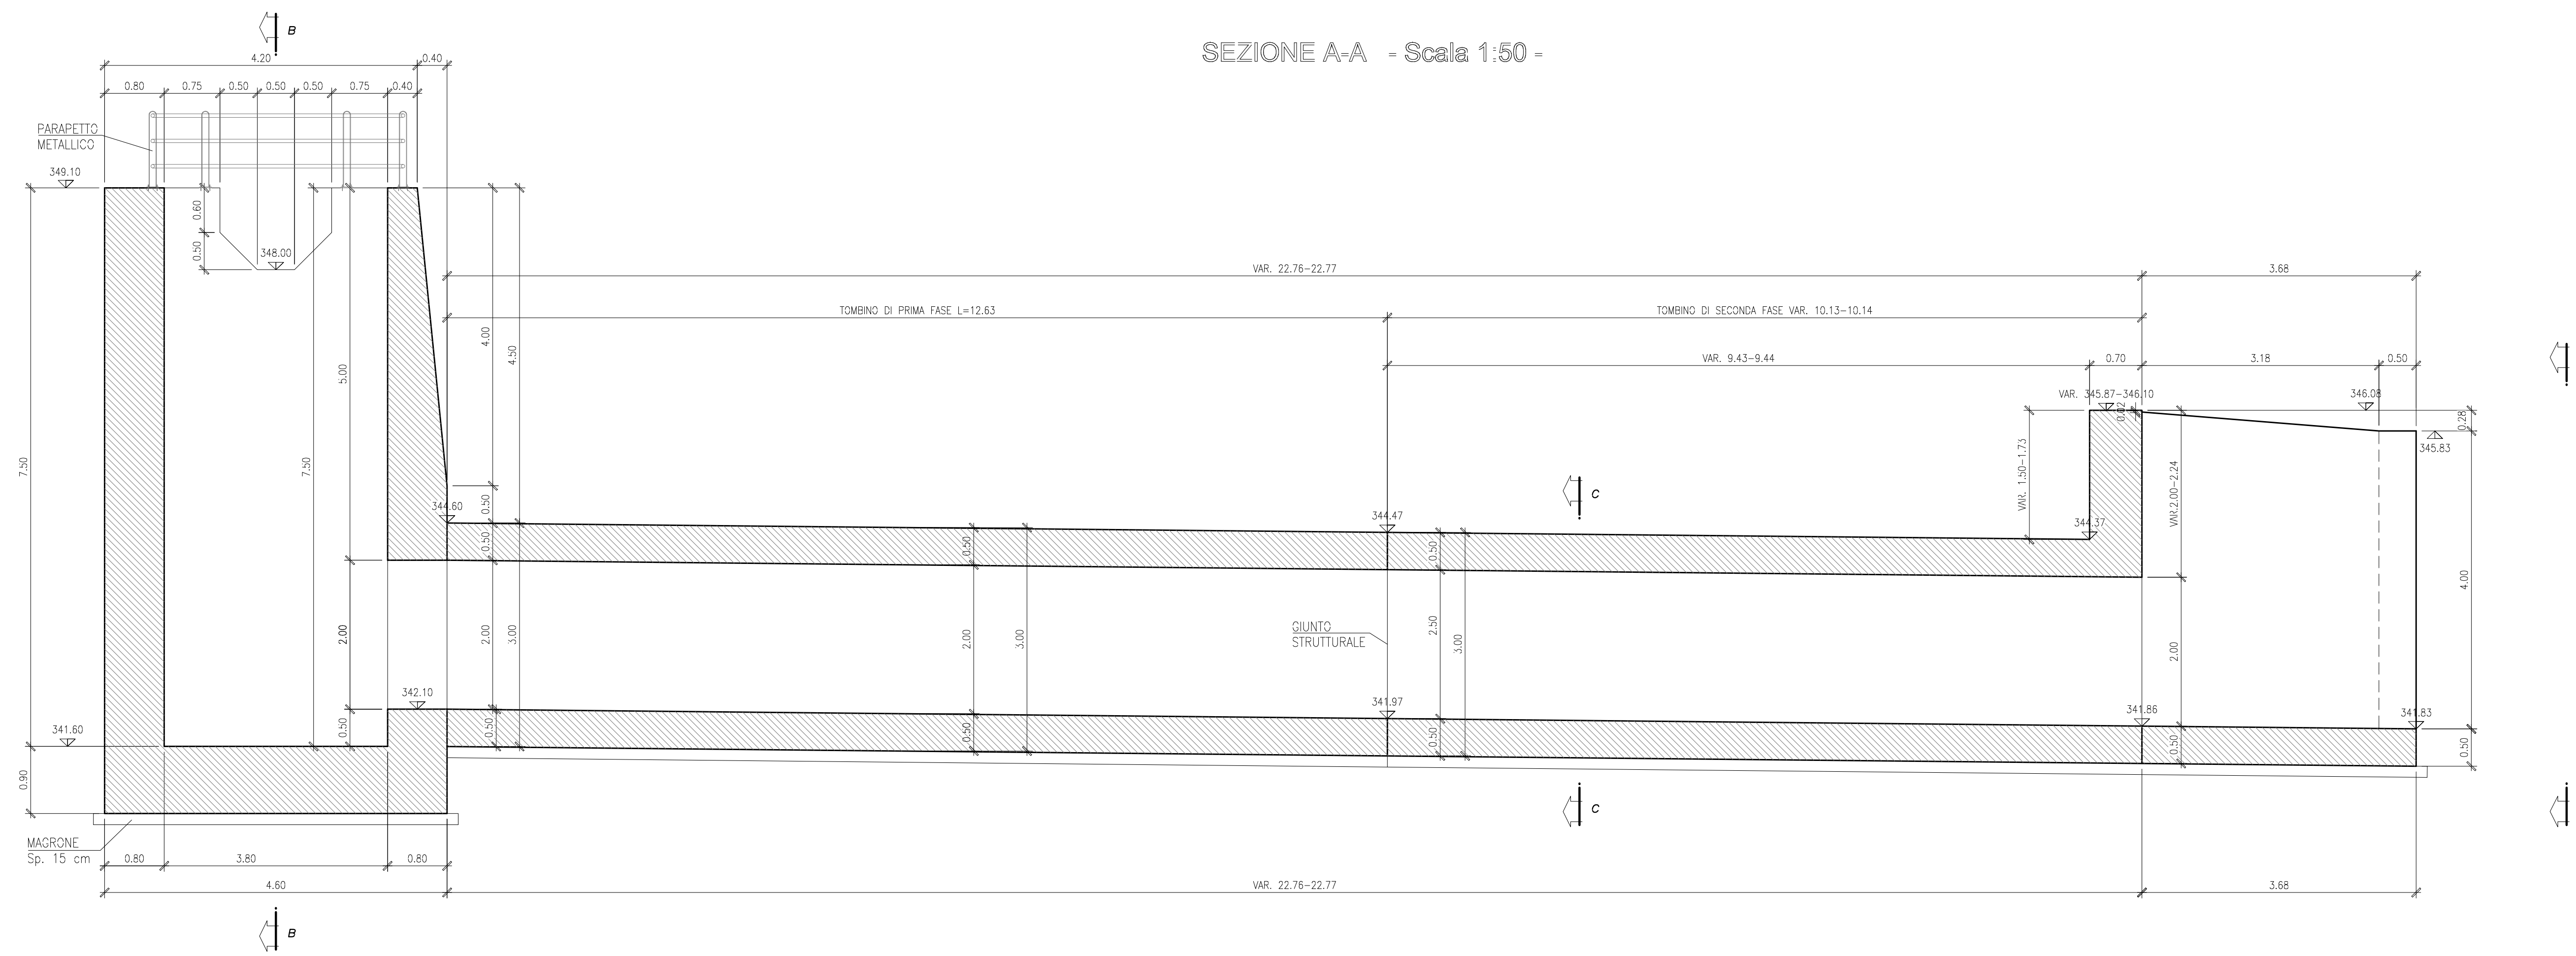 B
SEZIONE A-A - Scala 1:50 -
4.20 0.40
0.80 0.75 0.50 0.50 0.50 0.75 0.40
PARAPETTO
METALLICO
349.10
0.60
0.50
348.00
VAR. 22.76-22.77
3.68
TOMBINO DI PRIMA FASE L=12.63
TOMBINO DI SECONDA FASE VAR. 10.13-10.14
4.00
4.50
5.00
7.50
7.50
VAR. 9.43-9.44
0.70
3.18
0.50
VAR. 345.87-346.10
0.02
346.08
0.28
345.83
VAR. 1.50-1.73
VAR.2.00-2.24
C
0.50
344.60
344.47
344.37
0.50
0.50
0.50
4.00
GIUNTO
STRUTTURALE
2.00
2.00
3.00
2.00
3.00
2.50
3.00
2.00
342.10
341.97
341.86
341.83
341.60
0.50
0.50
0.50
0.50
0.50
0.50
0.90
C
MAGRONE
Sp. 15 cm
0.80 3.80 0.80
4.60
VAR. 22.76-22.77
3.68
B